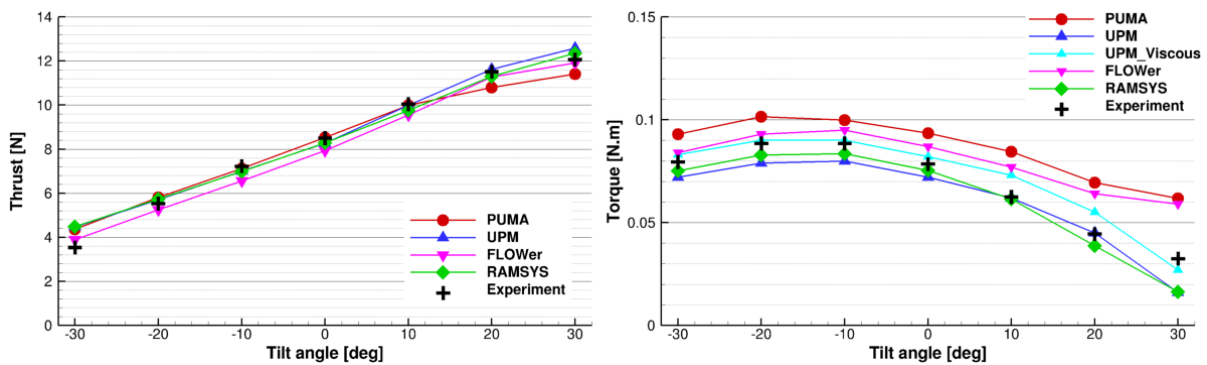 14
12
10
8
6
4
2
0
Thrust [N]
-30 -20 -10 0 10 20 30
Tilt angle [deg]
PUMA
UPM
FLOWer
RAMSYS
Experiment
0.15
0.1
0.05
0
Torque [N.m]
-30 -20 -10 0 10 20 30
Tilt angle [deg]
PUMA
UPM
UPM_Viscous
FLOWer
RAMSYS
Experiment